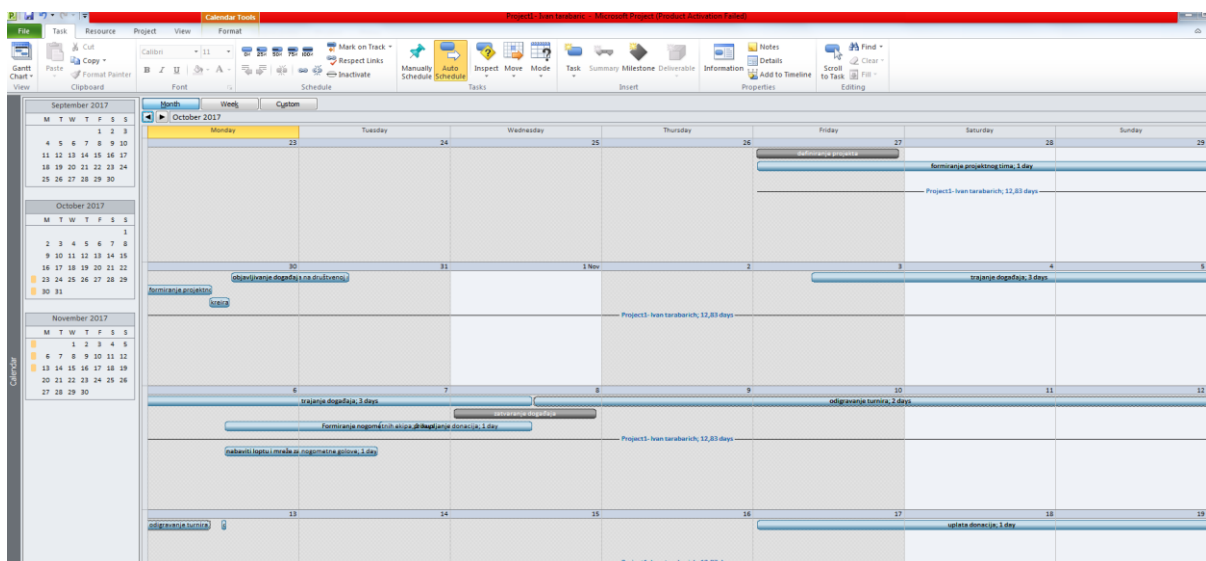 Calendar Tools
Project1- Ivan tarabaric - Microsoft Project (Product Activation Failed)
File Task Resource Project View Format
Gantt Chart
View
Paste
Cut
Copy
Format Painter
Clipboard
Calibri 11
B I U A
Font
0% 25% 50% 75% 100%
Mark on Track
Respect Links
Inactivate
Schedule
Manually Schedule
Auto Schedule
Inspect Move Mode
Tasks
Task Summary Milestone Deliverable
Insert
Information
Notes
Details
Add to Timeline
Properties
Scroll to Task
Find
Clear
Fill
Editing
Calendar
September 2017
M T W T F S S
1 2 3
4 5 6 7 8 9 10
11 12 13 14 15 16 17
18 19 20 21 22 23 24
25 26 27 28 29 30
October 2017
M T W T F S S
1
2 3 4 5 6 7 8
9 10 11 12 13 14 15
16 17 18 19 20 21 22
23 24 25 26 27 28 29
30 31
November 2017
M T W T F S S
1 2 3 4 5
6 7 8 9 10 11 12
13 14 15 16 17 18 19
20 21 22 23 24 25 26
27 28 29 30
Month Week Custom
October 2017
Monday Tuesday Wednesday Thursday Friday Saturday Sunday
23 24 25 26 27 28 29
definiranje projekta
formiranje projektnog tima; 1 day
Project1- Ivan tarabarich; 12,83 days
30 31 1 Nov 2 3 4 5
objavljivanje događaja na društvenoj
trajanje događaja; 3 days
formiranje projektno
kreira
Project1- Ivan tarabarich; 12,83 days
6 7 8 9 10 11 12
trajanje događaja; 3 days
odigravanje turnira; 2 days
zatvaranje događaja
Formiranje nogometnih akipa
donacija; 1 day
Project1- Ivan tarabarich; 12,83 days
nabaviti loptu i mreže za nogometne golove; 1 day
13 14 15 16 17 18 19
odigravanje turnira
uplata donacija; 1 day